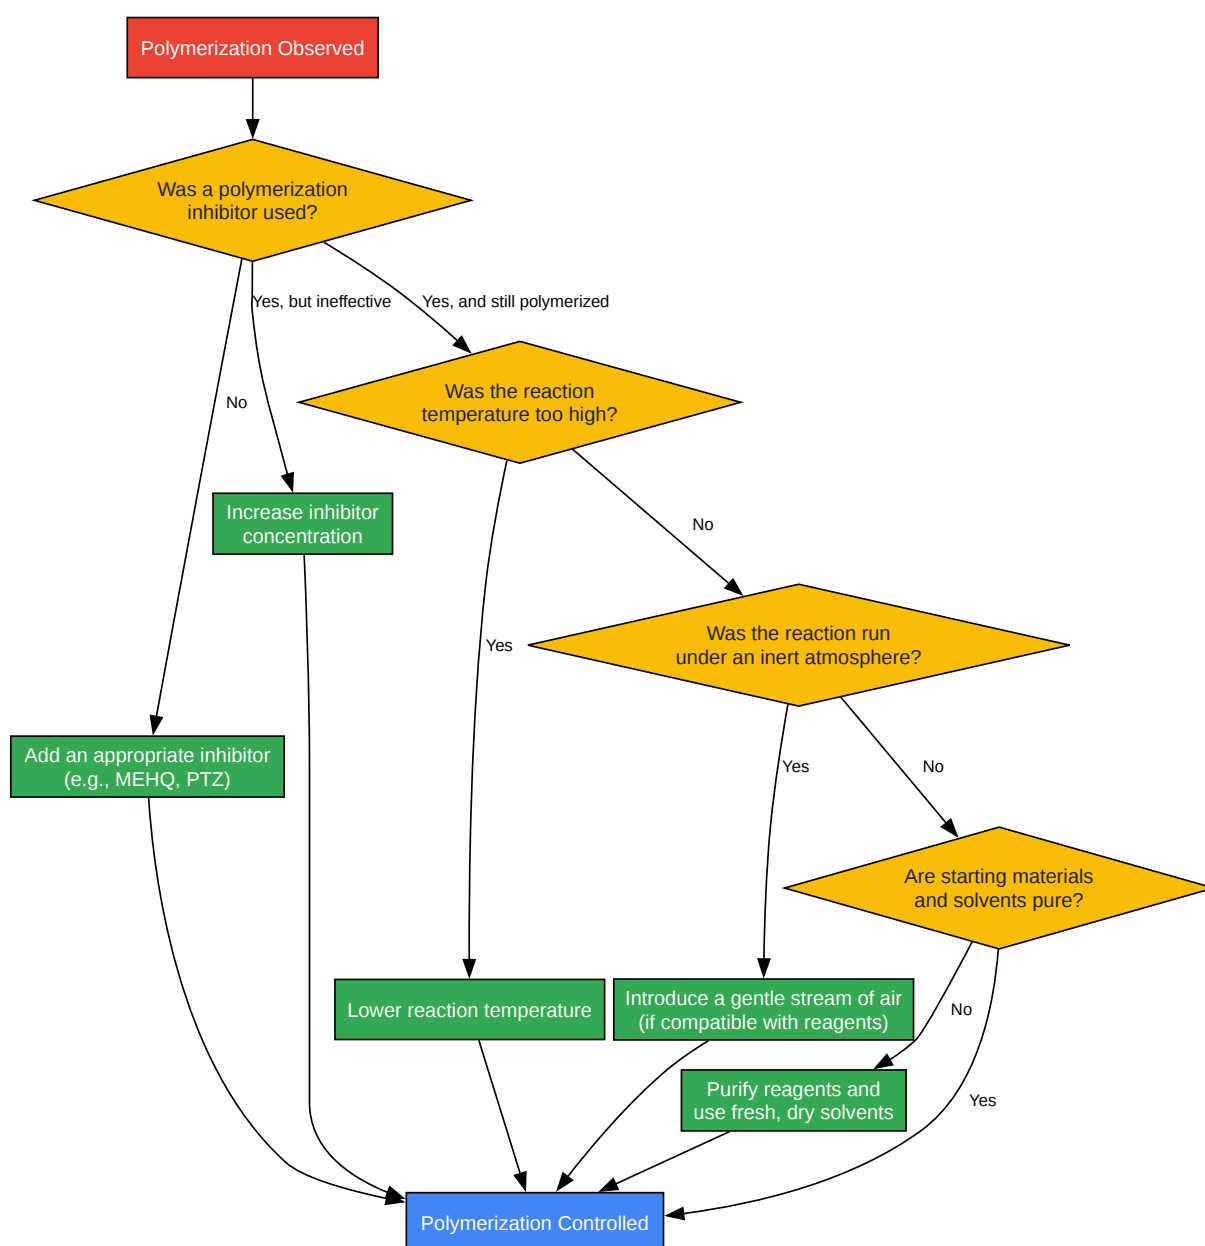 Polymerization Observed
Was a polymerization
inhibitor used?
Yes, but ineffective
Yes, and still polymerized
Was the reaction
temperature too high?
No
Increase inhibitor
concentration
No
Was the reaction run
under an inert atmosphere?
Yes
Add an appropriate inhibitor
(e.g., MEHQ, PTZ)
Yes
No
Are starting materials
and solvents pure?
Lower reaction temperature
Introduce a gentle stream of air
(if compatible with reagents)
No
Purify reagents and
use fresh, dry solvents
Yes
Polymerization Controlled